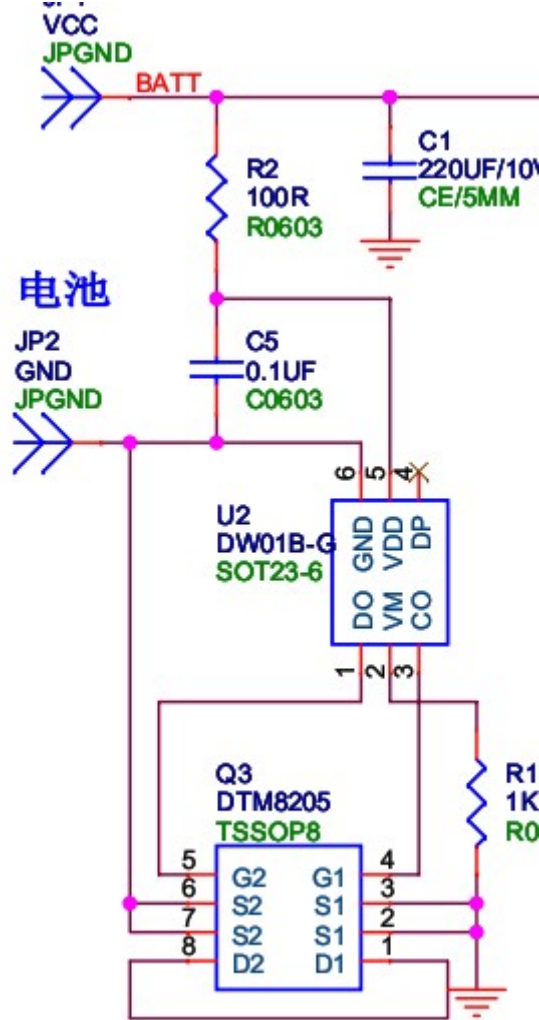 VCC
JPGND
BATT
C1
220UF/10V
CE/5MM
R2
100R
R0603
电池
JP2
GND
JPGND
C5
0.1UF
C0603
6
5
4
U2
DW01B-G
SOT23-6
GND
VDD
DP
DO
VM
CO
1
2
3
Q3
DTM8205
TSSOP8
R1
1K
R0
5
G2
G1
4
6
S2
S1
3
7
S2
S1
2
8
D2
D1
1